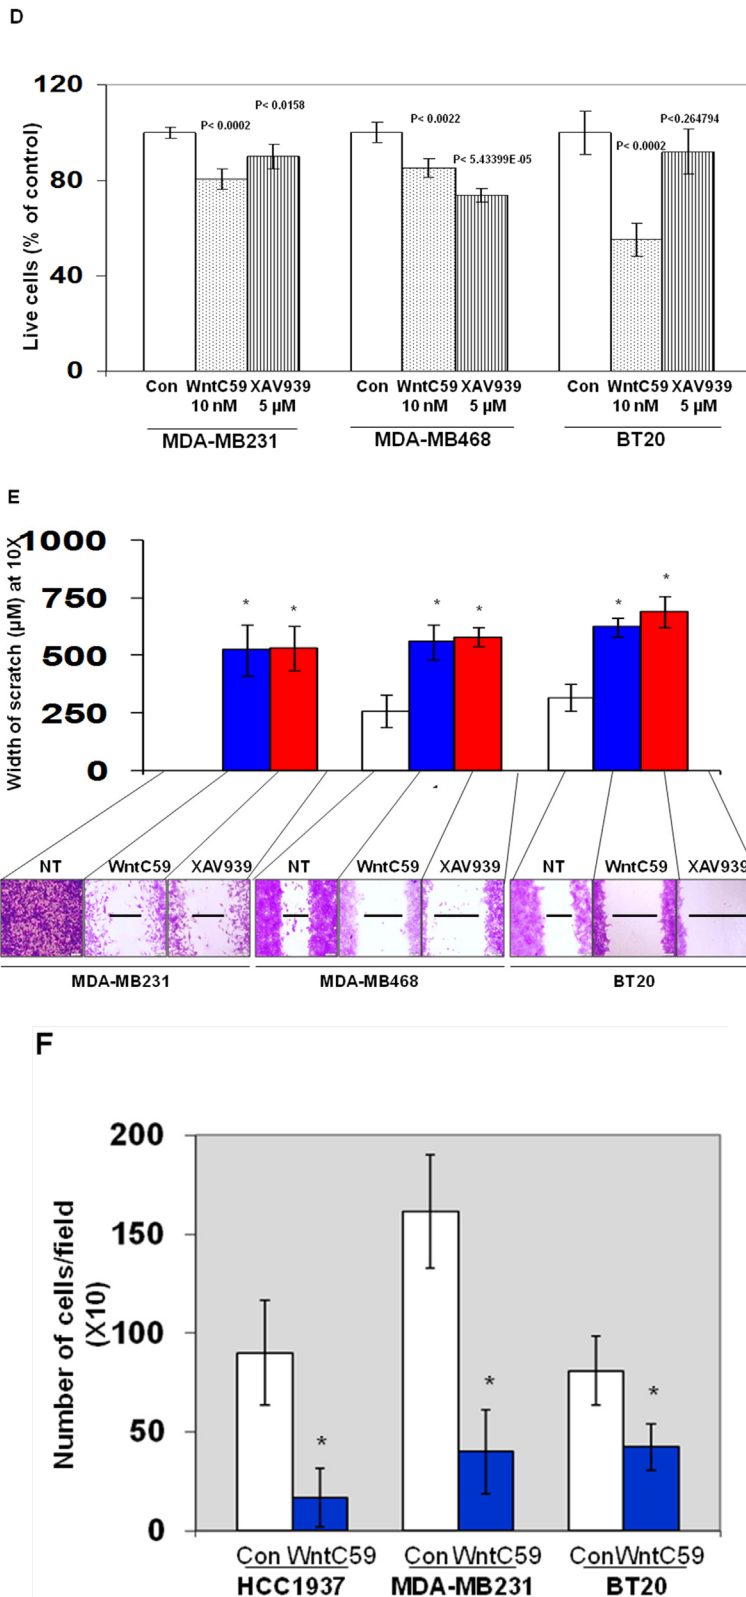 D
Live cells (% of control)
120
80
40
0
P< 0.0002
P< 0.0158
P< 0.0022
P< 5.43399E-05
P< 0.0002
P<0.264794
Con WntC59 XAV939 Con WntC59 XAV939 Con WntC59 XAV939
10 nM 5 µM 10 nM 5 µM 10 nM 5 µM
MDA-MB231 MDA-MB468 BT20
E
Width of scratch (µM) at 10X
1000
750
500
250
0
* * * * * *
NT WntC59 XAV939 NT WntC59 XAV939 NT WntC59 XAV939
MDA-MB231 MDA-MB468 BT20
F
Number of cells/field
(X10)
200
150
100
50
0
* * *
Con WntC59 Con WntC59 Con WntC59
HCC1937 MDA-MB231 BT20